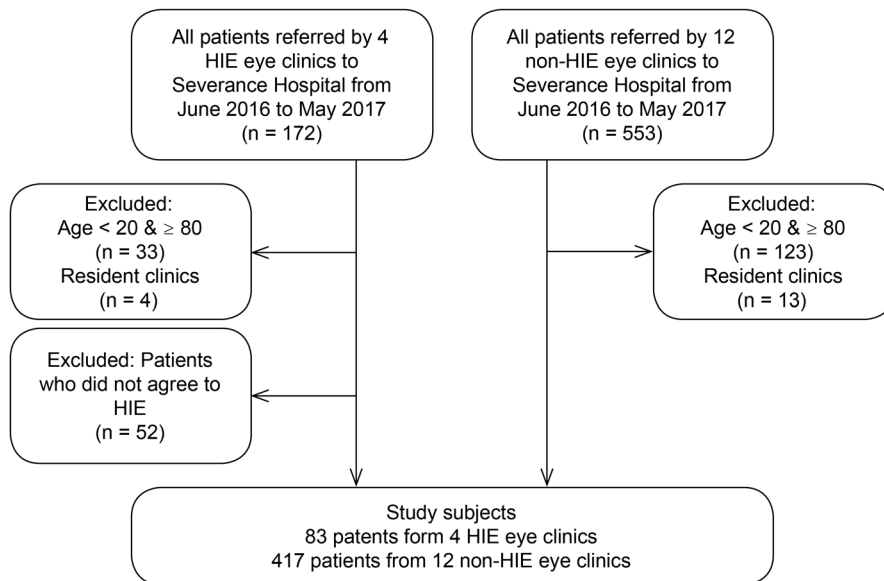 All patients referred by 4
HIE eye clinics to
Severance Hospital from
June 2016 to May 2017
(n = 172)
All patients referred by 12
non-HIE eye clinics to
Severance Hospital from
June 2016 to May 2017
(n = 553)
Excluded:
Age < 20 & ≥ 80
(n = 33)
Resident clinics
(n = 4)
Excluded:
Age < 20 & ≥ 80
(n = 123)
Resident clinics
(n = 13)
Excluded: Patients
who did not agree to
HIE
(n = 52)
Study subjects
83 patents form 4 HIE eye clinics
417 patients from 12 non-HIE eye clinics